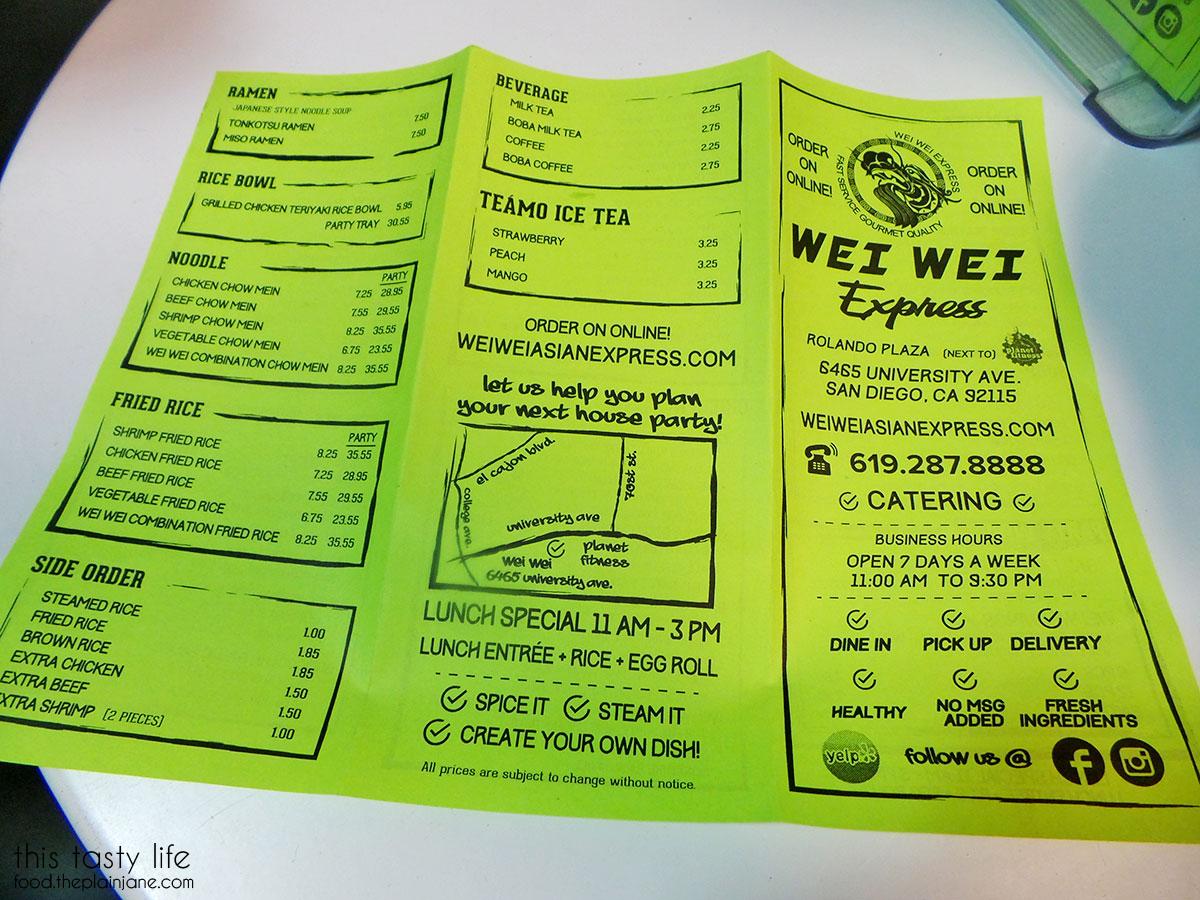 RAMEN
JAPANESE STYLE NOODLE SOUP
TONKOTSU RAMEN 7.50
MISO RAMEN 7.50
RICE BOWL
GRILLED CHICKEN TERIYAKI RICE BOWL 5.95
PARTY TRAY 30.55
NOODLE
PARTY
CHICKEN CHOW MEIN 7.25 28.95
BEEF CHOW MEIN 7.55 29.55
SHRIMP CHOW MEIN 8.25 35.55
VEGETABLE CHOW MEIN 6.75 23.55
WEI WEI COMBINATION CHOW MEIN 8.25 35.55
FRIED RICE
PARTY
SHRIMP FRIED RICE 8.25 35.55
CHICKEN FRIED RICE 7.25 28.95
BEEF FRIED RICE 7.55 29.55
VEGETABLE FRIED RICE 6.75 23.55
WEI WEI COMBINATION FRIED RICE 8.25 35.55
SIDE ORDER
STEAMED RICE 1.00
FRIED RICE 1.85
BROWN RICE 1.85
EXTRA CHICKEN 1.50
EXTRA BEEF 1.50
EXTRA SHRIMP [2 PIECES] 1.00
BEVERAGE
MILK TEA 2.25
BOBA MILK TEA 2.75
COFFEE 2.25
BOBA COFFEE 2.75
TEÁMO ICE TEA
STRAWBERRY 3.25
PEACH 3.25
MANGO 3.25
ORDER ON ONLINE!
WEIWEIASIANEXPRESS.COM
let us help you plan
your next house party!
el cajon blvd.
70st st.
college ave.
university ave
wei wei
planet
fitness
6465 university ave.
LUNCH SPECIAL 11 AM - 3 PM
LUNCH ENTRÉE + RICE + EGG ROLL
SPICE IT STEAM IT
CREATE YOUR OWN DISH!
All prices are subject to change without notice.
ORDER
ON
ONLINE!
WEI WEI EXPRESS
FAST SERVICE GOURMET QUALITY
ORDER
ON
ONLINE!
WEI WEI
Express
ROLANDO PLAZA (NEXT TO) planet fitness
6465 UNIVERSITY AVE.
SAN DIEGO, CA 92115
WEIWEIASIANEXPRESS.COM
619.287.8888
CATERING
BUSINESS HOURS
OPEN 7 DAYS A WEEK
11:00 AM TO 9:30 PM
DINE IN PICK UP DELIVERY
HEALTHY NO MSG ADDED FRESH INGREDIENTS
yelp follow us @
this tasty life
food.theplainjane.com